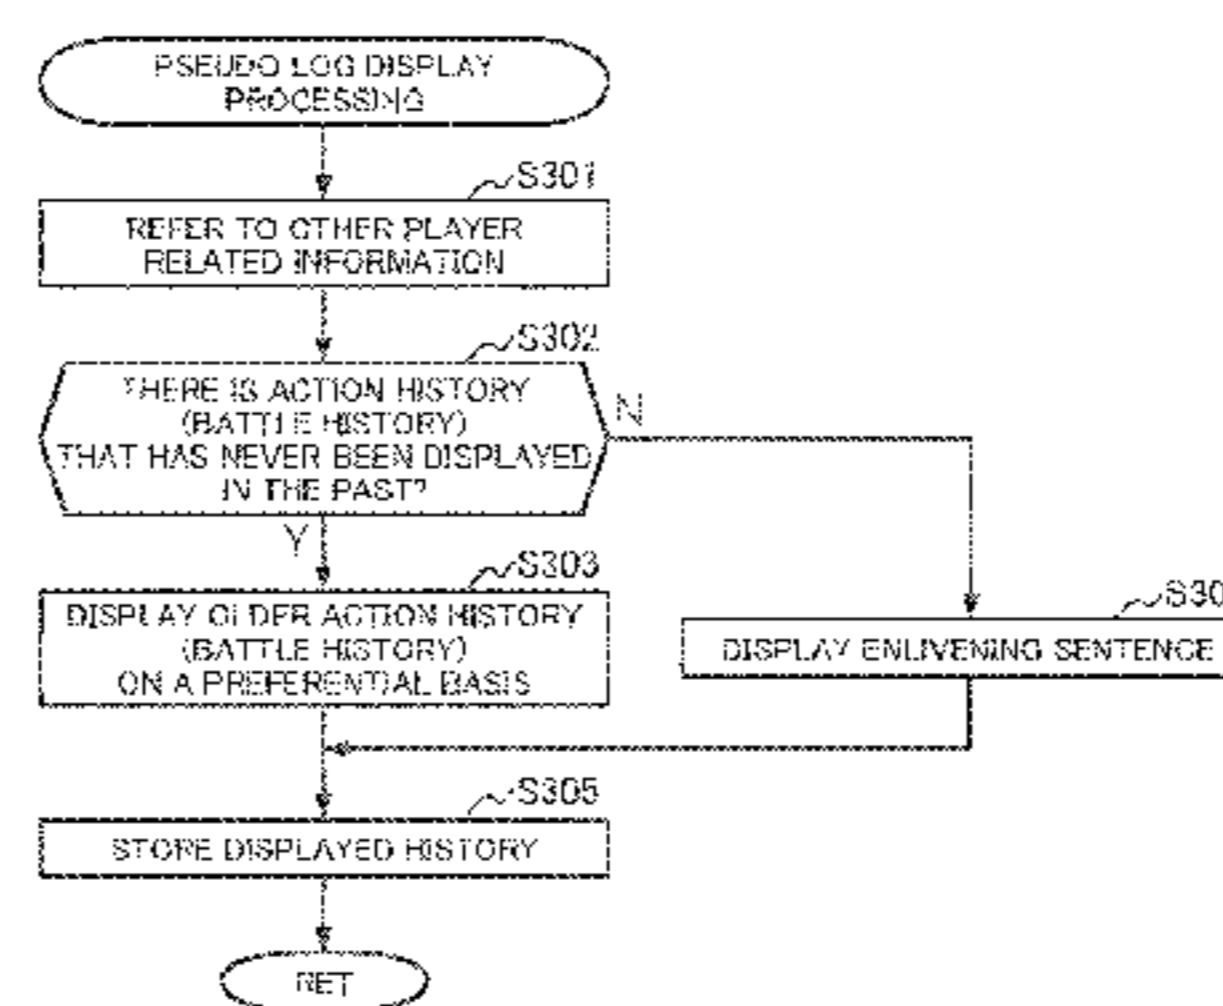 PSEUDO LOG DISPLAY
PROCESSING
S301
REFER TO OTHER PLAYER
RELATED INFORMATION
S302
THERE IS ACTION HISTORY
(BATTLE HISTORY)
THAT HAS NEVER BEEN DISPLAYED
IN THE PAST?
N
Y
S303
DISPLAY OLDER ACTION HISTORY
(BATTLE HISTORY)
ON A PREFERENTIAL BASIS
S30
DISPLAY ENLIVENING SENTENCE
S305
STORE DISPLAYED HISTORY
RET